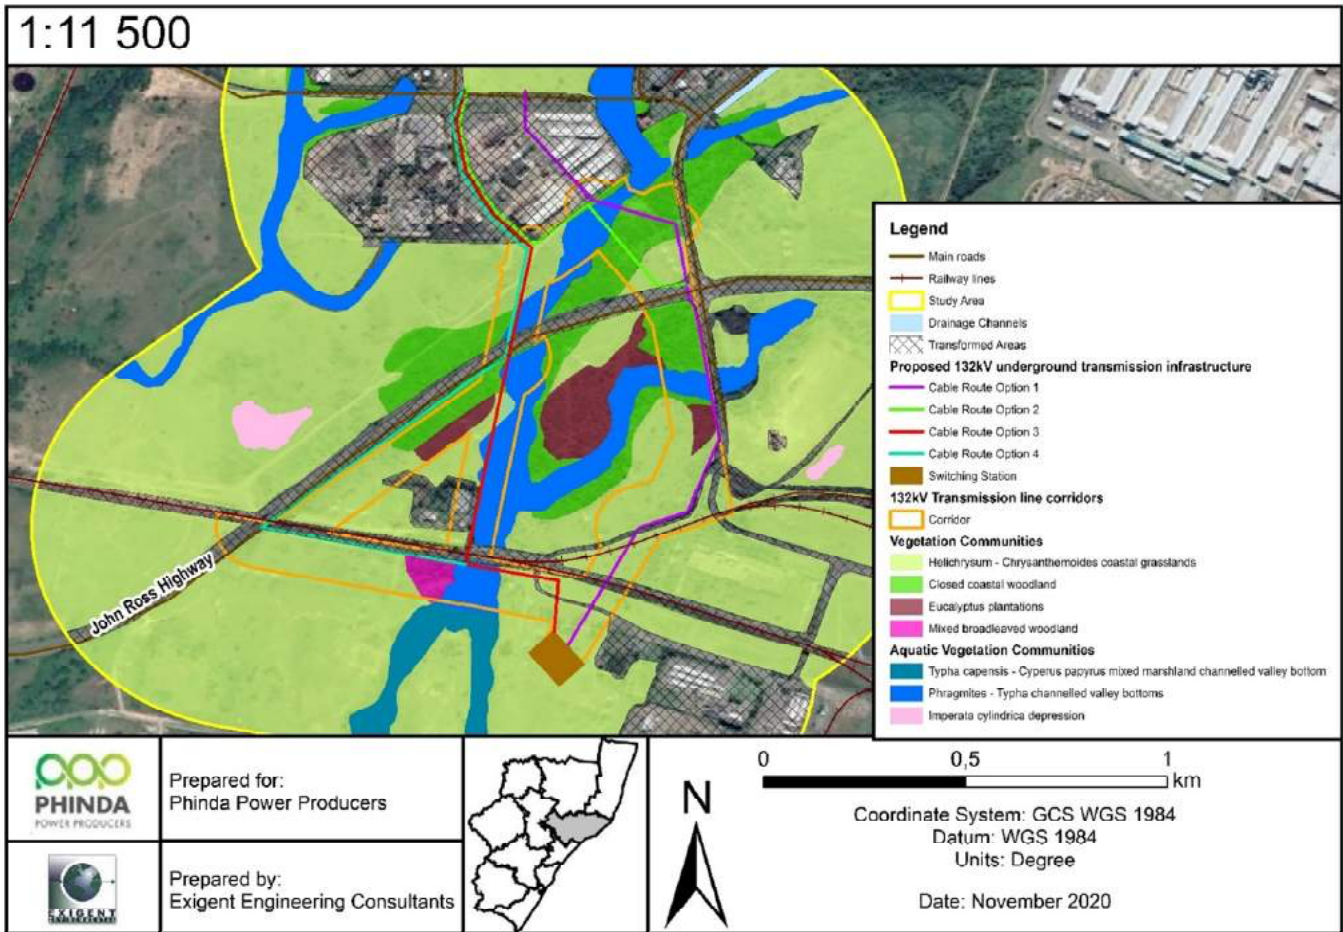 1:11 500
John Ross Highway
Legend
Main roads
Railway lines
Study Area
Drainage Channels
Transformed Areas
Proposed 132kV underground transmission infrastructure
Cable Route Option 1
Cable Route Option 2
Cable Route Option 3
Cable Route Option 4
Switching Station
132kV Transmission line corridors
Corridor
Vegetation Communities
Helichrysum - Chrysanthemoides coastal grasslands
Closed coastal woodland
Eucalyptus plantations
Mixed broadleaved woodland
Aquatic Vegetation Communities
Typha capensis - Cyperus papyrus mixed marshland channelled valley bottom
Phragmites - Typha channelled valley bottoms
Imperata cylindrica depression
PHINDA
POWER PRODUCERS
Prepared for:
Phinda Power Producers
EXIGENT
Prepared by:
Exigent Engineering Consultants
N
0 0,5 1
km
Coordinate System: GCS WGS 1984
Datum: WGS 1984
Units: Degree
Date: November 2020